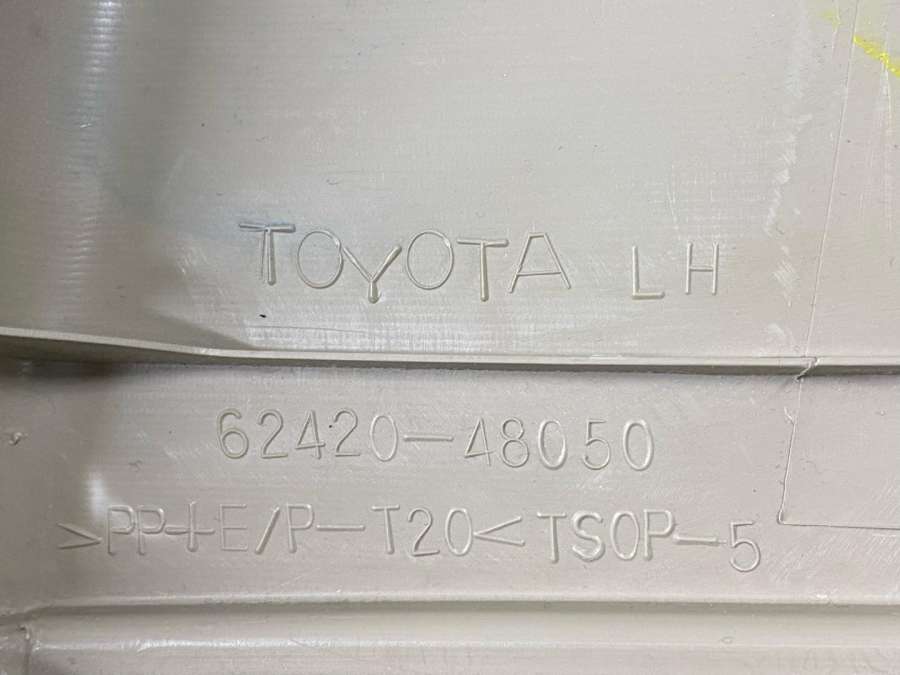 TOYOTA LH
62420-48050
>PP+E/P-T20< TSOP-5